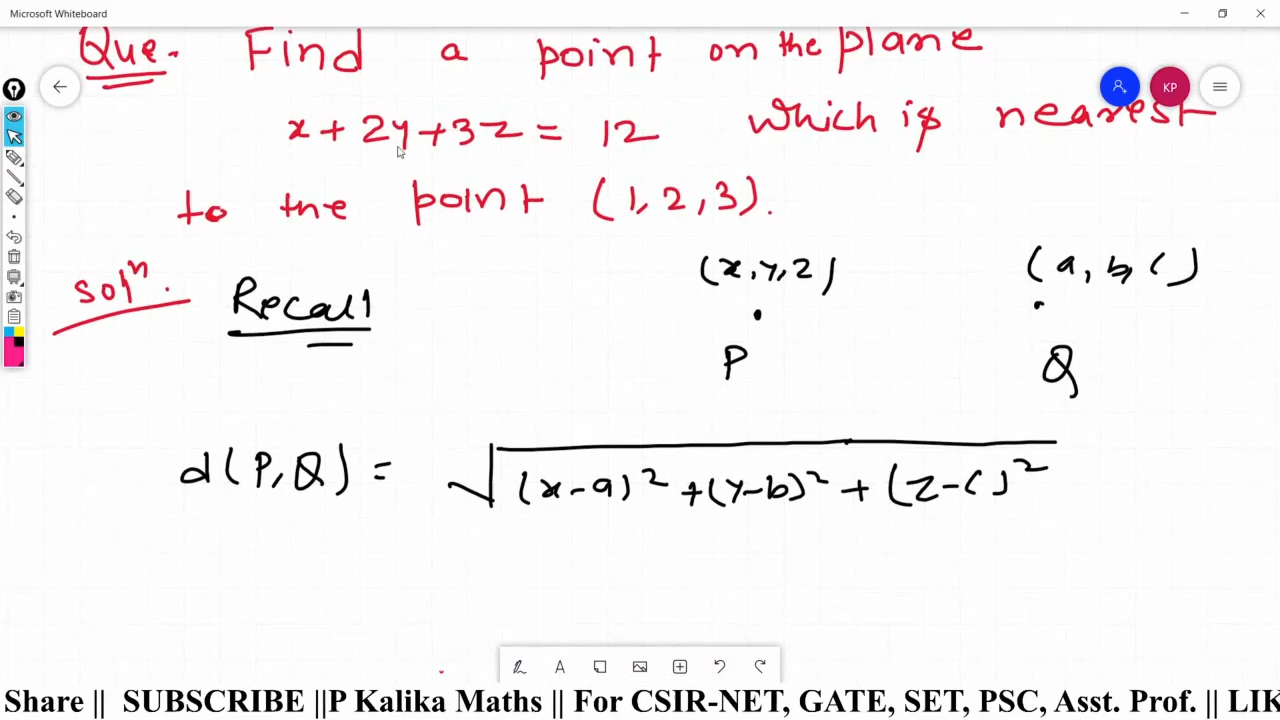 Microsoft Whiteboard
Que. Find a point on the plane
x + 2y + 3z = 12 which is nearest
KP
to the point (1, 2, 3).
Solⁿ.
Recall
(x, y, z) (a, b, c)
P Q
d(P, Q) = √(x-a)² + (y-b)² + (z-c)²
Share || SUBSCRIBE ||P Kalika Maths || For CSIR-NET, GATE, SET, PSC, Asst. Prof. || LIK